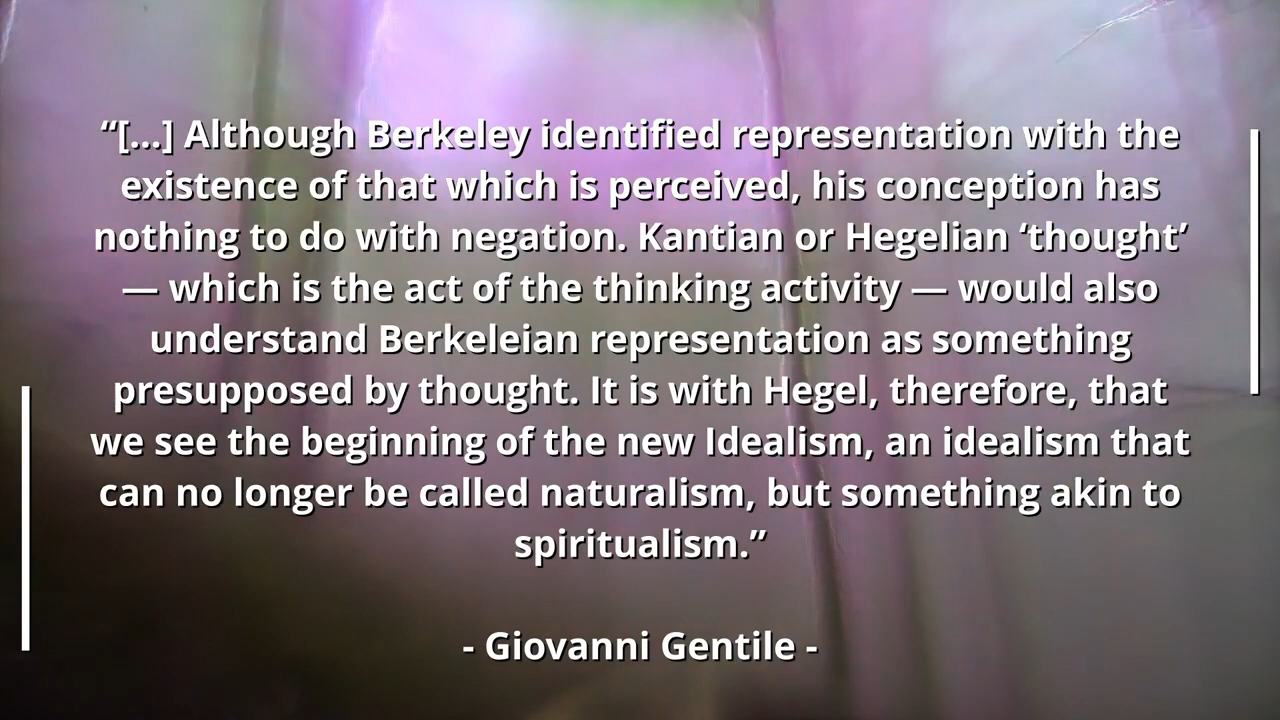 “[...] Although Berkeley identified representation with the
existence of that which is perceived, his conception has
nothing to do with negation. Kantian or Hegelian ‘thought’
— which is the act of the thinking activity — would also
understand Berkeleian representation as something
presupposed by thought. It is with Hegel, therefore, that
we see the beginning of the new Idealism, an idealism that
can no longer be called naturalism, but something akin to
spiritualism.”
- Giovanni Gentile -